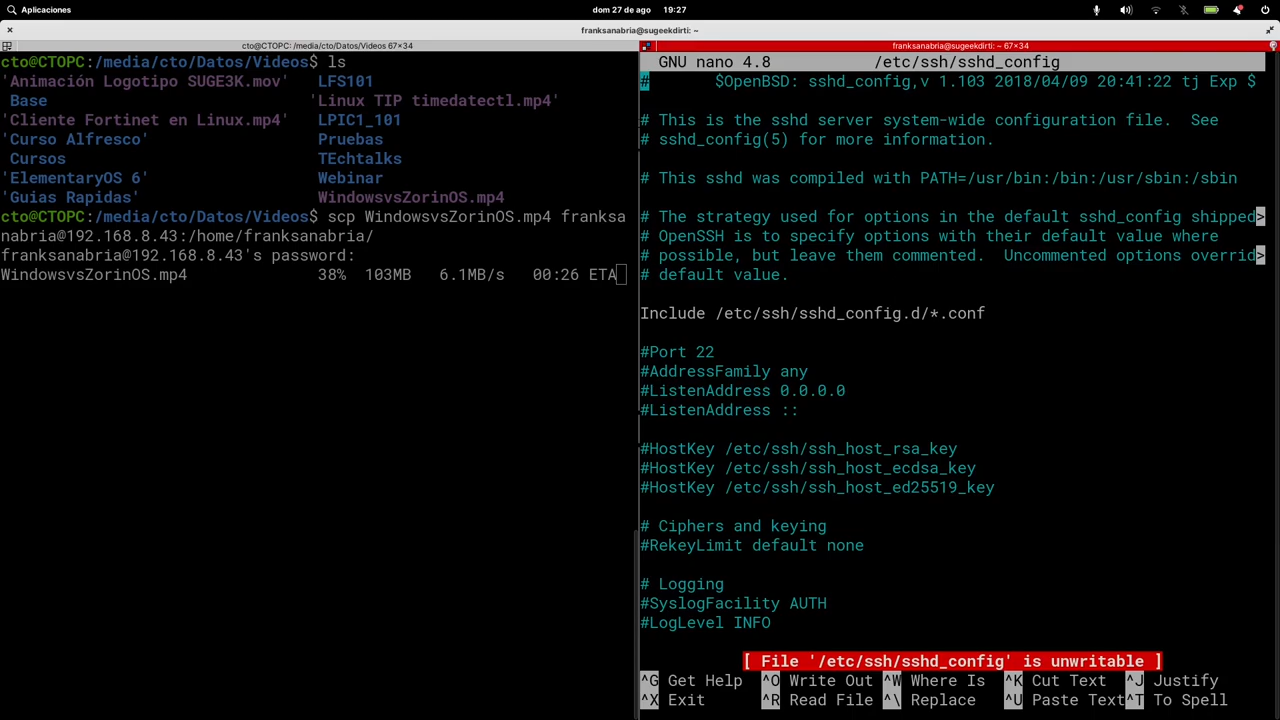 Aplicaciones
dom 27 de ago 19:27
franksanabria@sugeekdirti: ~
cto@CTOPC: /media/cto/Datos/Videos 67×34
cto@CTOPC:/media/cto/Datos/Videos$ ls
'Animación Logotipo SUGE3K.mov' LFS101
Base 'Linux TIP timedatectl.mp4'
'Cliente Fortinet en Linux.mp4' LPIC1_101
'Curso Alfresco' Pruebas
Cursos TEchtalks
'ElementaryOS 6' Webinar
'Guias Rapidas' WindowsvsZorinOS.mp4
cto@CTOPC:/media/cto/Datos/Videos$ scp WindowsvsZorinOS.mp4 franksa
nabria@192.168.8.43:/home/franksanabria/
franksanabria@192.168.8.43's password:
WindowsvsZorinOS.mp4 38% 103MB 6.1MB/s 00:26 ETA
franksanabria@sugeekdirti: ~ 67×34
GNU nano 4.8 /etc/ssh/sshd_config
# $OpenBSD: sshd_config,v 1.103 2018/04/09 20:41:22 tj Exp $
# This is the sshd server system-wide configuration file. See
# sshd_config(5) for more information.
# This sshd was compiled with PATH=/usr/bin:/bin:/usr/sbin:/sbin
# The strategy used for options in the default sshd_config shipped>
# OpenSSH is to specify options with their default value where
# possible, but leave them commented. Uncommented options overrid>
# default value.
Include /etc/ssh/sshd_config.d/*.conf
#Port 22
#AddressFamily any
#ListenAddress 0.0.0.0
#ListenAddress ::
#HostKey /etc/ssh/ssh_host_rsa_key
#HostKey /etc/ssh/ssh_host_ecdsa_key
#HostKey /etc/ssh/ssh_host_ed25519_key
# Ciphers and keying
#RekeyLimit default none
# Logging
#SyslogFacility AUTH
#LogLevel INFO
[ File '/etc/ssh/sshd_config' is unwritable ]
^G Get Help ^O Write Out ^W Where Is ^K Cut Text ^J Justify
^X Exit ^R Read File ^\ Replace ^U Paste Text ^T To Spell